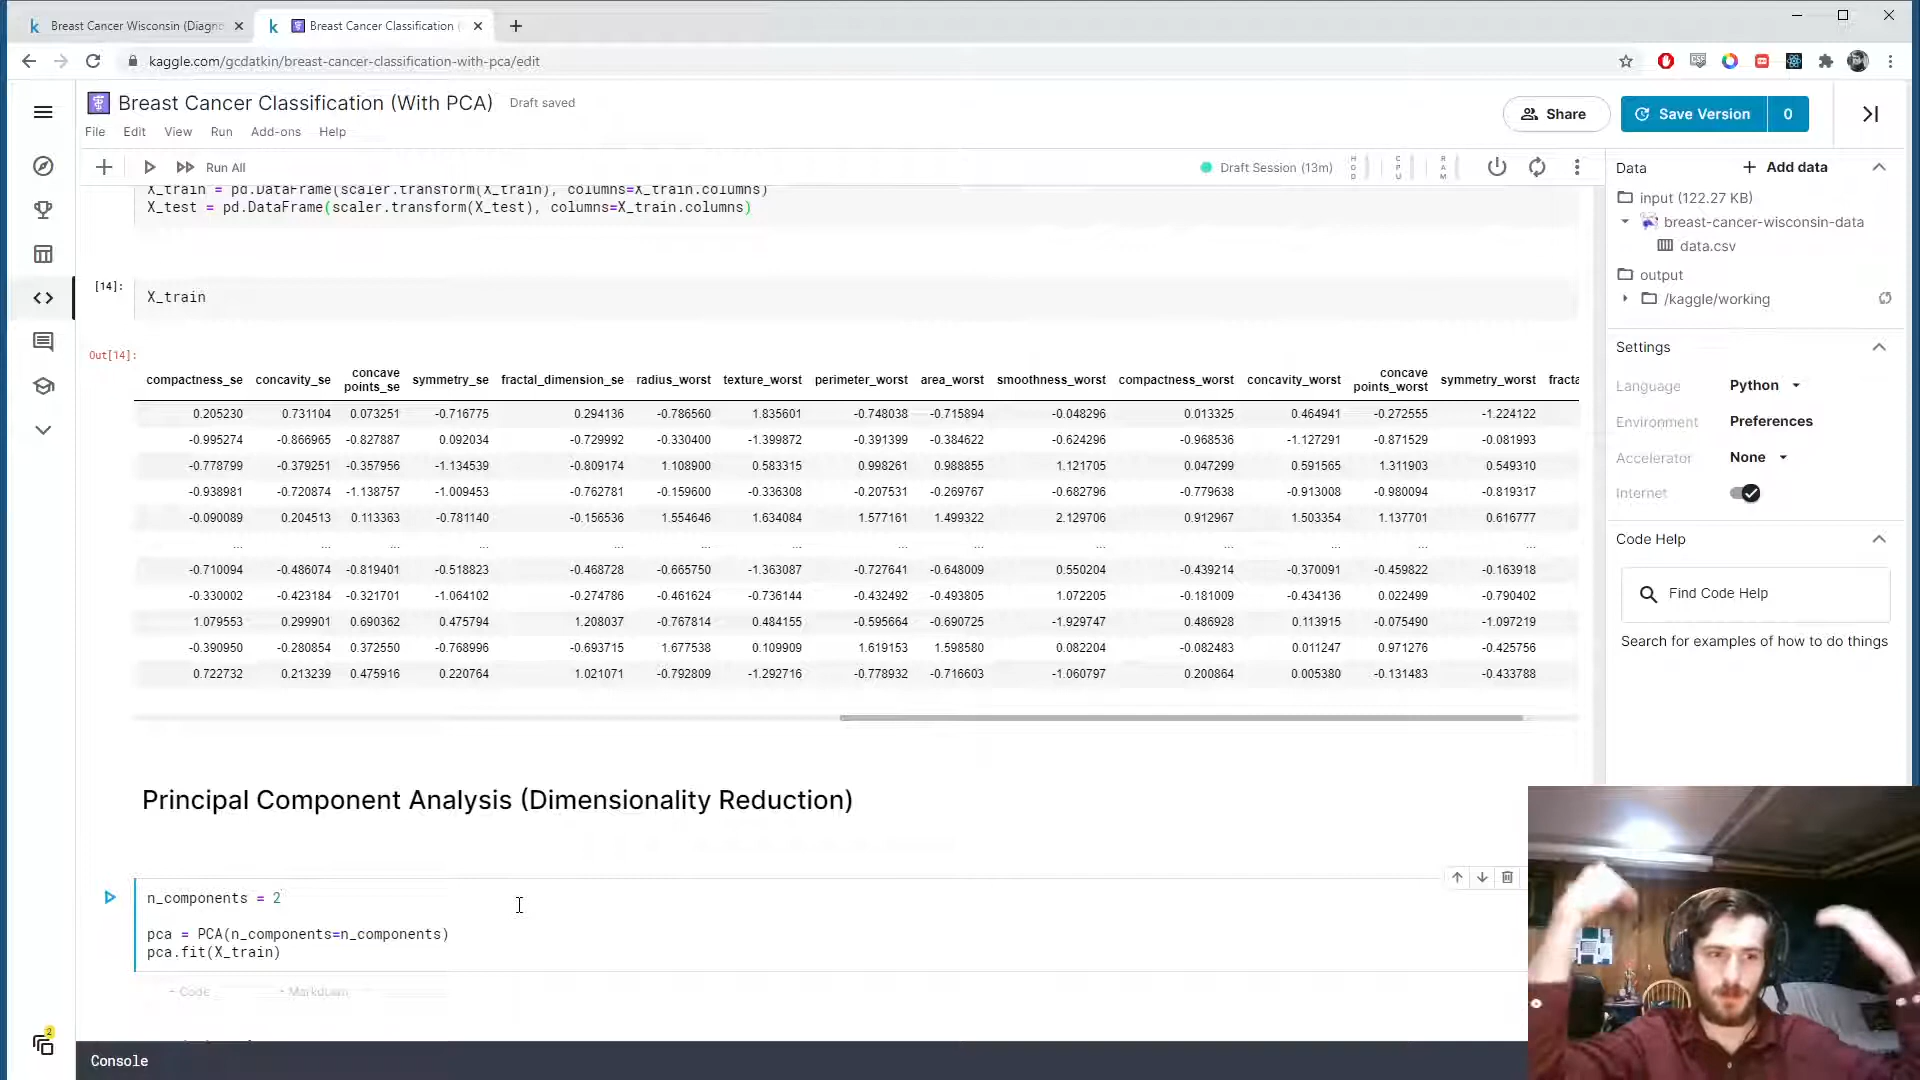 Breast Cancer Wisconsin (Diagn
Breast Cancer Classification (
kaggle.com/gcdatkin/breast-cancer-classification-with-pca/edit
Breast Cancer Classification (With PCA) Draft saved
Share
Save Version 0
File Edit View Run Add-ons Help
Run All
Draft Session (13m)
HDD CPU RAM
X_train = pd.DataFrame(scaler.transform(X_train), columns=X_train.columns)
X_test = pd.DataFrame(scaler.transform(X_test), columns=X_train.columns)
[14]:
X_train
Out[14]:
compactness_se concavity_se concave points_se symmetry_se fractal_dimension_se radius_worst texture_worst perimeter_worst area_worst smoothness_worst compactness_worst concavity_worst concave points_worst symmetry_worst fracta
0.205230 0.731104 0.073251 -0.716775 0.294136 -0.786560 1.835601 -0.748038 -0.715894 -0.048296 0.013325 0.464941 -0.272555 -1.224122
-0.995274 -0.866965 -0.827887 0.092034 -0.729992 -0.330400 -1.399872 -0.391399 -0.384622 -0.624296 -0.968536 -1.127291 -0.871529 -0.081993
-0.778799 -0.379251 -0.357956 -1.134539 -0.809174 1.108900 0.583315 0.998261 0.988855 1.121705 0.047299 0.591565 1.311903 0.549310
-0.938981 -0.720874 -1.138757 -1.009453 -0.762781 -0.159600 -0.336308 -0.207531 -0.269767 -0.682796 -0.779638 -0.913008 -0.980094 -0.819317
-0.090089 0.204513 0.113363 -0.781140 -0.156536 1.554646 1.634084 1.577161 1.499322 2.129706 0.912967 1.503354 1.137701 0.616777
... ... ... ... ... ... ... ... ... ... ... ... ... ...
-0.710094 -0.486074 -0.819401 -0.518823 -0.468728 -0.665750 -1.363087 -0.727641 -0.648009 0.550204 -0.439214 -0.370091 -0.459822 -0.163918
-0.330002 -0.423184 -0.321701 -1.064102 -0.274786 -0.461624 -0.736144 -0.432492 -0.493805 1.072205 -0.181009 -0.434136 0.022499 -0.790402
1.079553 0.299901 0.690362 0.475794 1.208037 -0.767814 0.484155 -0.595664 -0.690725 -1.929747 0.486928 0.113915 -0.075490 -1.097219
-0.390950 -0.280854 0.372550 -0.768996 -0.693715 1.677538 0.109909 1.619153 1.598580 0.082204 -0.082483 0.011247 0.971276 -0.425756
0.722732 0.213239 0.475916 0.220764 1.021071 -0.792809 -1.292716 -0.778932 -0.716603 -1.060797 0.200864 0.005380 -0.131483 -0.433788
Principal Component Analysis (Dimensionality Reduction)
n_components = 2
pca = PCA(n_components=n_components)
pca.fit(X_train)
+ Code + Markdown
2
Console
Data
Add data
input (122.27 KB)
breast-cancer-wisconsin-data
data.csv
output
/kaggle/working
Settings
Language Python
Environment Preferences
Accelerator None
Internet
Code Help
Find Code Help
Search for examples of how to do things